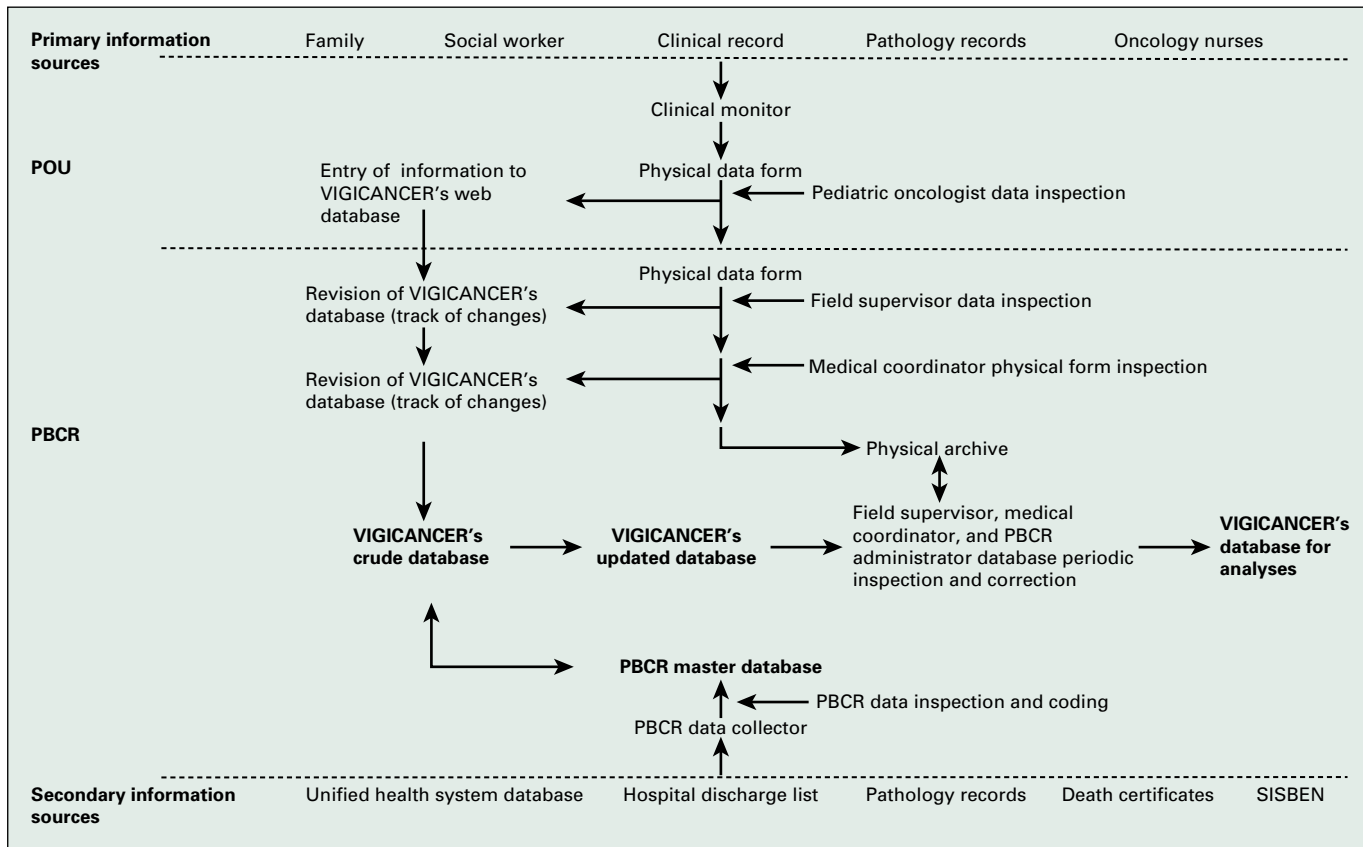 Primary information
sources
Family
Social worker
Clinical record
Pathology records
Oncology nurses
Clinical monitor
POU
Entry of  information to
VIGICANCER's web
database
Physical data form
Pediatric oncologist data inspection
Physical data form
Revision of VIGICANCER's
database (track of changes)
Field supervisor data inspection
Medical coordinator physical form inspection
Revision of VIGICANCER's
database (track of changes)
PBCR
Physical archive
VIGICANCER's
crude database
VIGICANCER's
updated database
Field supervisor, medical
coordinator, and PBCR
administrator database periodic
inspection and correction
VIGICANCER's
database for
analyses
PBCR master database
PBCR data inspection and coding
PBCR data collector
Secondary information
sources
Unified health system database
Hospital discharge list
Pathology records
Death certificates
SISBEN